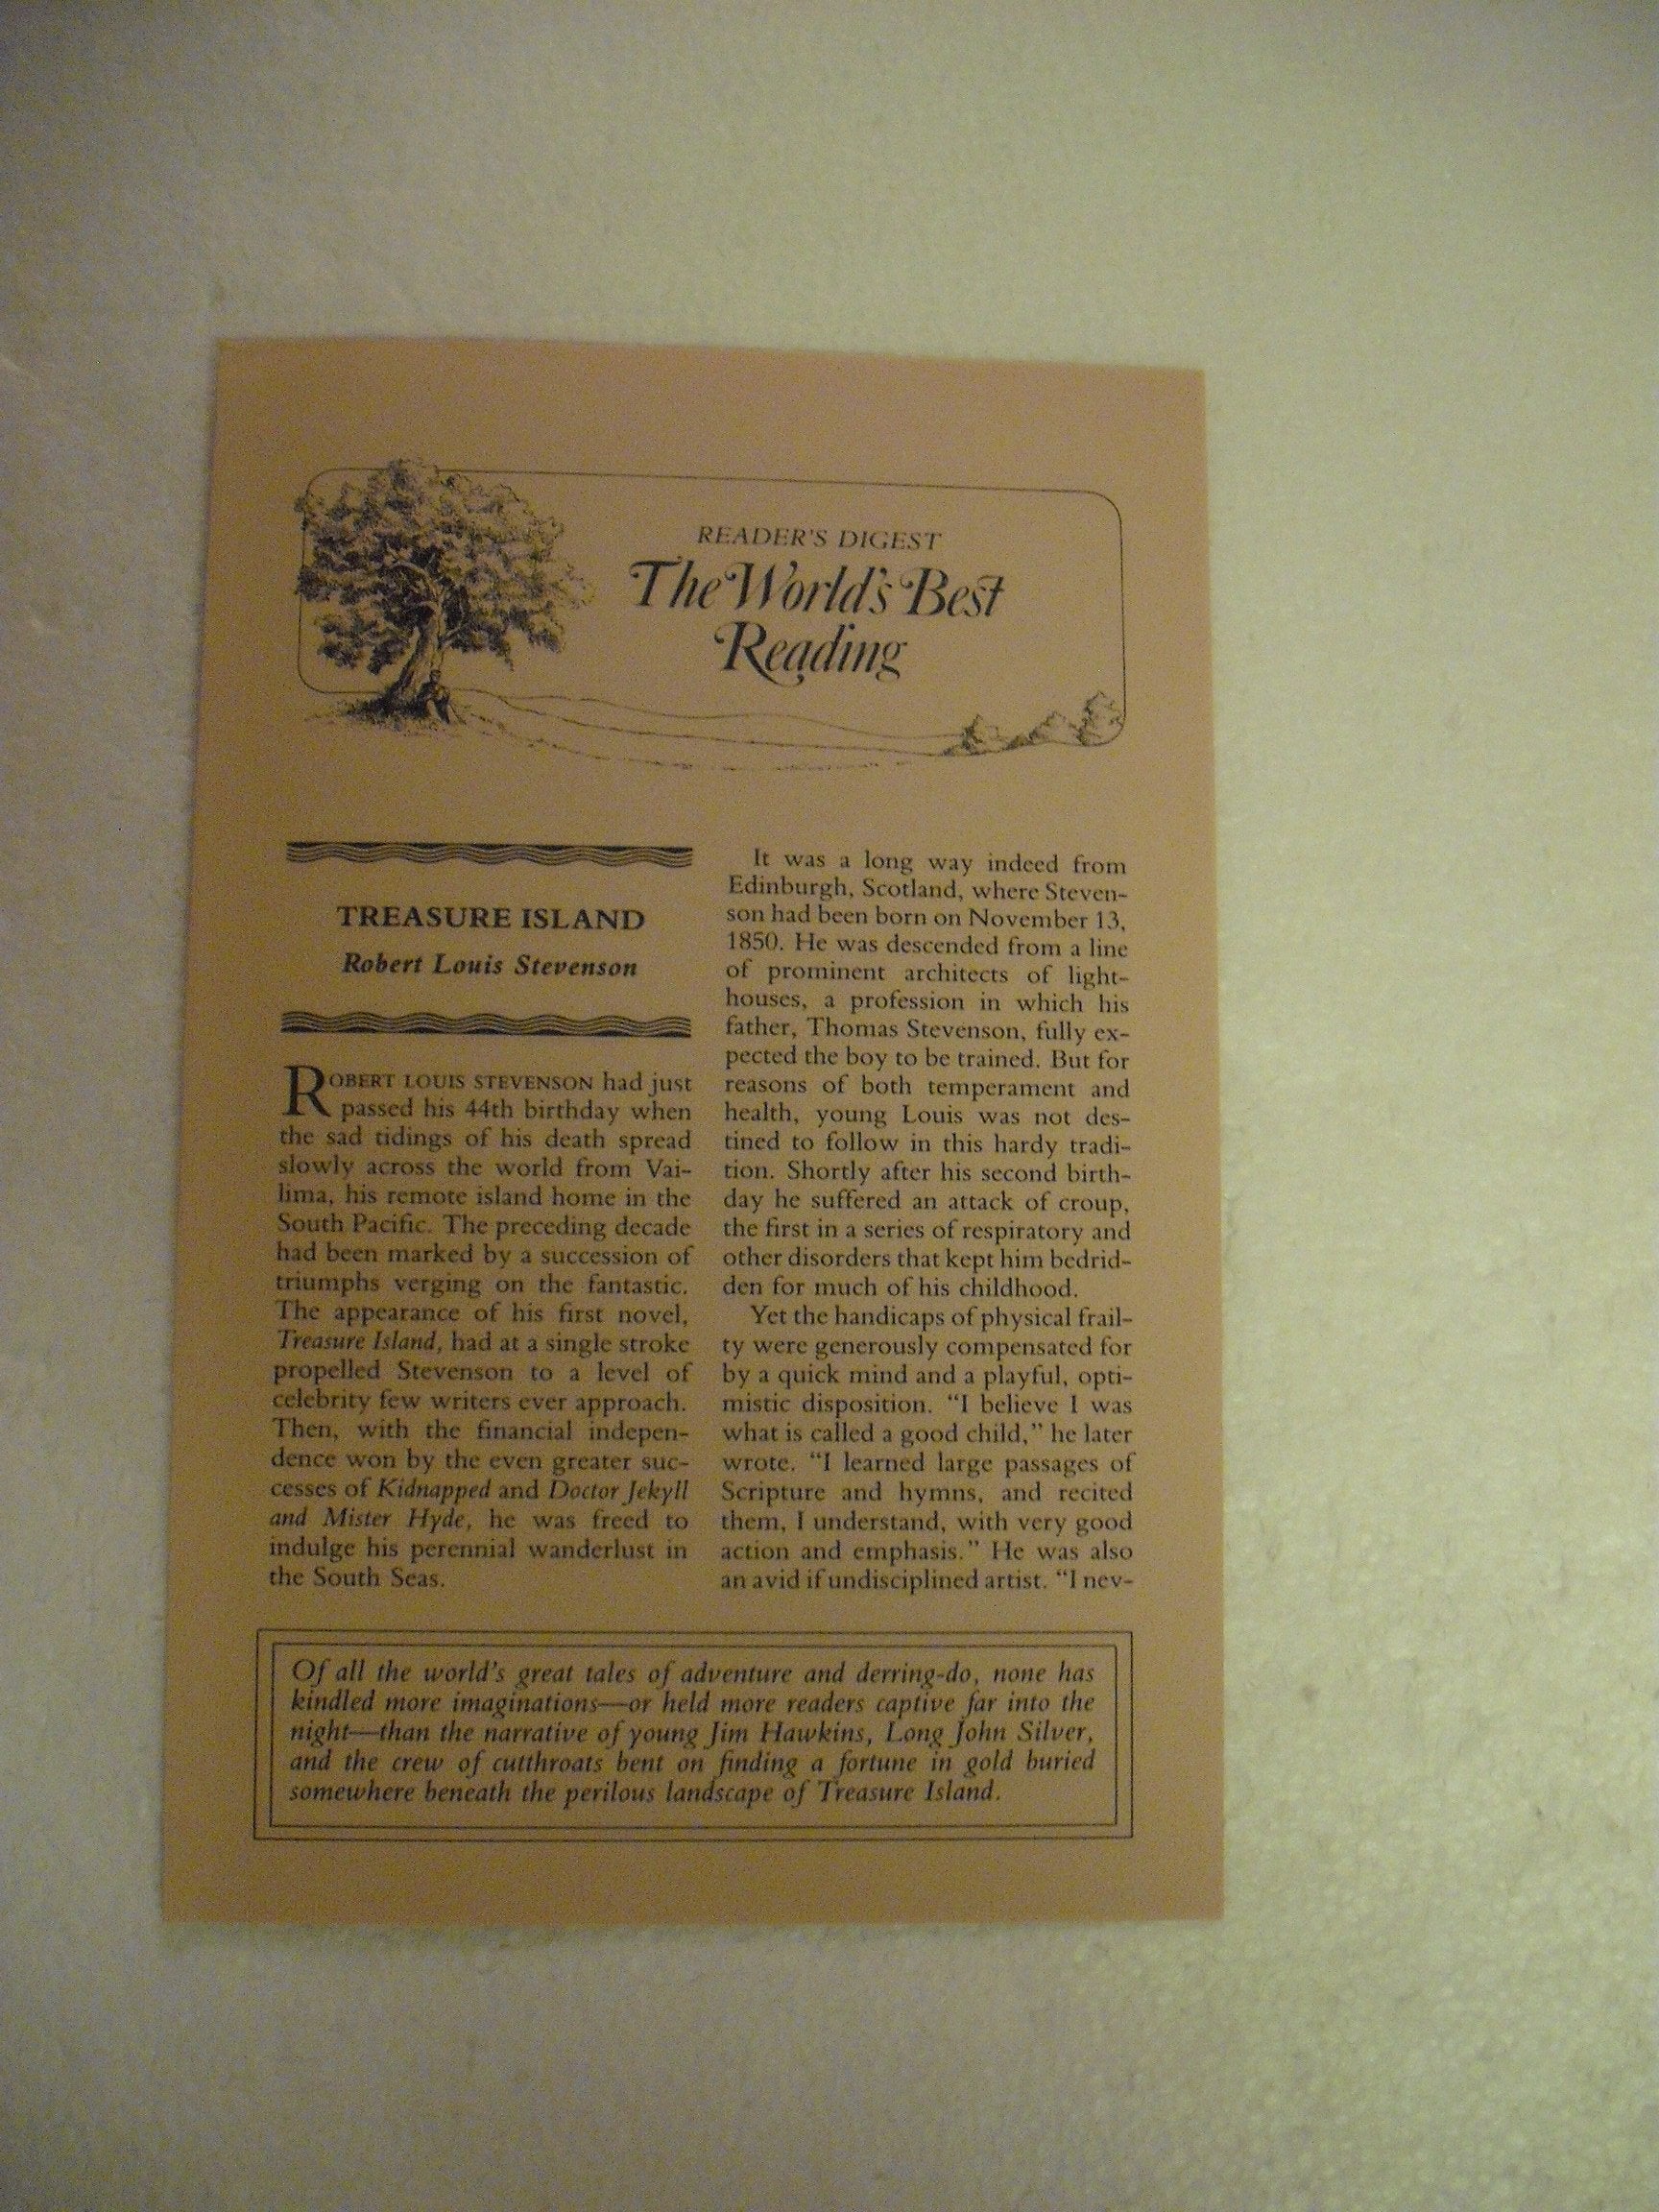 READER'S DIGEST
The World's Best
Reading
TREASURE ISLAND
Robert Louis Stevenson
ROBERT LOUIS STEVENSON had just
passed his 44th birthday when
the sad tidings of his death spread
slowly across the world from Vai-
lima, his remote island home in the
South Pacific. The preceding decade
had been marked by a succession of
triumphs verging on the fantastic.
The appearance of his first novel,
Treasure Island, had at a single stroke
propelled Stevenson to a level of
celebrity few writers ever approach.
Then, with the financial indepen-
dence won by the even greater suc-
cesses of Kidnapped and Doctor Jekyll
and Mister Hyde, he was freed to
indulge his perennial wanderlust in
the South Seas.
It was a long way indeed from
Edinburgh, Scotland, where Steven-
son had been born on November 13,
1850. He was descended from a line
of prominent architects of light-
houses, a profession in which his
father, Thomas Stevenson, fully ex-
pected the boy to be trained. But for
reasons of both temperament and
health, young Louis was not des-
tined to follow in this hardy tradi-
tion. Shortly after his second birth-
day he suffered an attack of croup,
the first in a series of respiratory and
other disorders that kept him bedrid-
den for much of his childhood.
Yet the handicaps of physical frail-
ty were generously compensated for
by a quick mind and a playful, opti-
mistic disposition. “I believe I was
what is called a good child,” he later
wrote. “I learned large passages of
Scripture and hymns, and recited
them, I understand, with very good
action and emphasis.” He was also
an avid if undisciplined artist. “I nev-
Of all the world's great tales of adventure and derring-do, none has
kindled more imaginations—or held more readers captive far into the
night—than the narrative of young Jim Hawkins, Long John Silver,
and the crew of cutthroats bent on finding a fortune in gold buried
somewhere beneath the perilous landscape of Treasure Island.